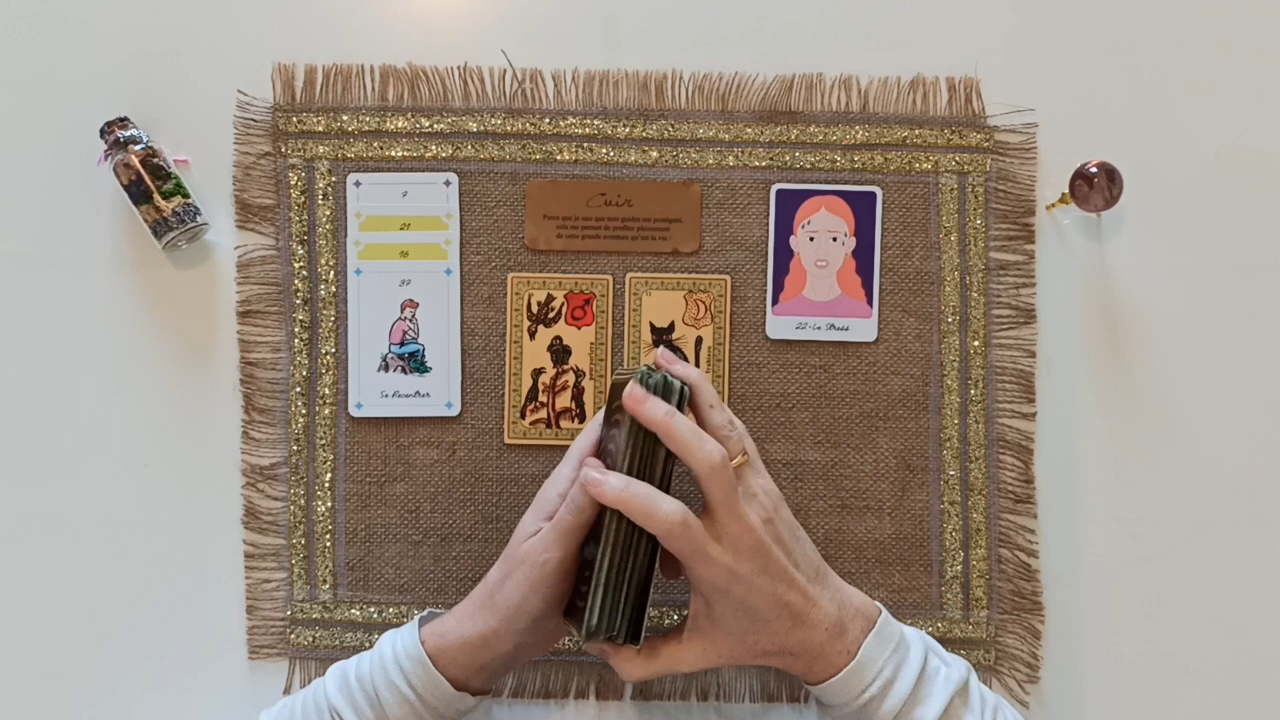 7
21
16
37
Se Recentrer
Cuir
Parce que je sais que mes guides me protègent,
cela me permet de profiter pleinement
de cette grande aventure qu'est la vie !
22 • Le Stress